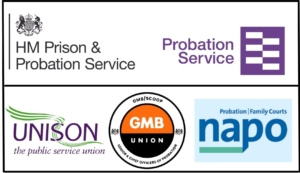 HM Prison &
Probation Service
Probation
Service
UNISON
the public service union
GMB/SCOOP
GMB
UNION
Probation | Family Courts
napo